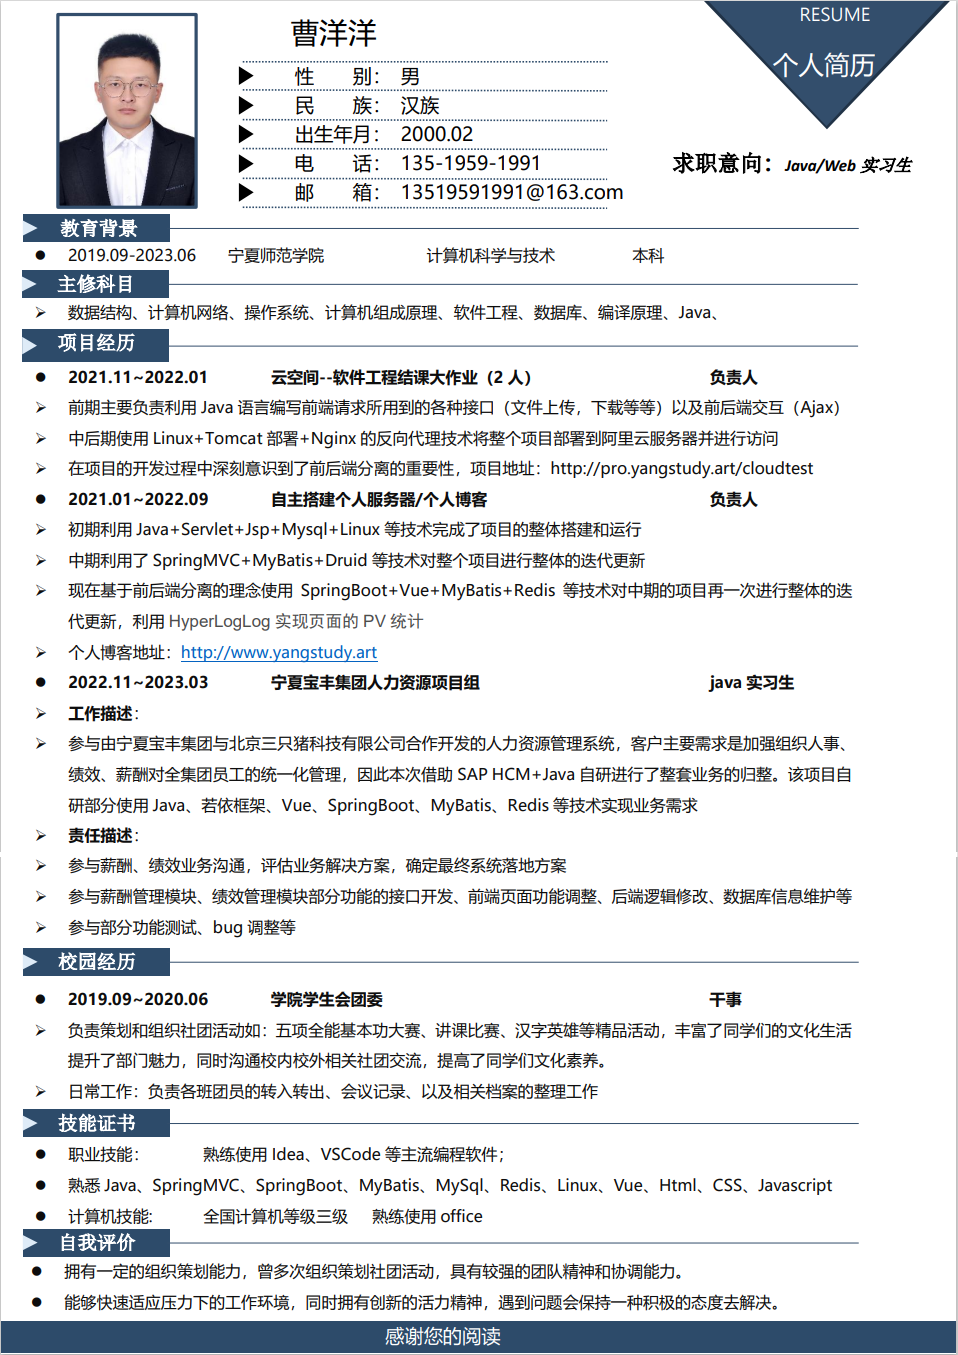 RESUME
个人简历
曹洋洋
性 别： 男
民 族： 汉族
出生年月： 2000.02
电 话： 135-1959-1991
邮 箱： 13519591991@163.com
求职意向：Java/Web 实习生
教育背景
2019.09-2023.06 宁夏师范学院 计算机科学与技术 本科
主修科目
数据结构、计算机网络、操作系统、计算机组成原理、软件工程、数据库、编译原理、Java、
项目经历
2021.11~2022.01 云空间--软件工程结课大作业（2 人） 负责人
前期主要负责利用 Java 语言编写前端请求所用到的各种接口（文件上传，下载等等）以及前后端交互（Ajax）
中后期使用 Linux+Tomcat 部署+Nginx 的反向代理技术将整个项目部署到阿里云服务器并进行访问
在项目的开发过程中深刻意识到了前后端分离的重要性，项目地址：http://pro.yangstudy.art/cloudtest
2021.01~2022.09 自主搭建个人服务器/个人博客 负责人
初期利用 Java+Servlet+Jsp+Mysql+Linux 等技术完成了项目的整体搭建和运行
中期利用了 SpringMVC+MyBatis+Druid 等技术对整个项目进行整体的迭代更新
现在基于前后端分离的理念使用 SpringBoot+Vue+MyBatis+Redis 等技术对中期的项目再一次进行整体的迭
代更新，利用 HyperLogLog 实现页面的 PV 统计
个人博客地址：http://www.yangstudy.art
2022.11~2023.03 宁夏宝丰集团人力资源项目组 java 实习生
工作描述：
参与由宁夏宝丰集团与北京三只猪科技有限公司合作开发的人力资源管理系统，客户主要需求是加强组织人事、
绩效、薪酬对全集团员工的统一化管理，因此本次借助 SAP HCM+Java 自研进行了整套业务的归整。该项目自
研部分使用 Java、若依框架、Vue、SpringBoot、MyBatis、Redis 等技术实现业务需求
责任描述：
参与薪酬、绩效业务沟通，评估业务解决方案，确定最终系统落地方案
参与薪酬管理模块、绩效管理模块部分功能的接口开发、前端页面功能调整、后端逻辑修改、数据库信息维护等
参与部分功能测试、bug 调整等
校园经历
2019.09~2020.06 学院学生会团委 干事
负责策划和组织社团活动如：五项全能基本功大赛、讲课比赛、汉字英雄等精品活动，丰富了同学们的文化生活
提升了部门魅力，同时沟通校内校外相关社团交流，提高了同学们文化素养。
日常工作：负责各班团员的转入转出、会议记录、以及相关档案的整理工作
技能证书
职业技能： 熟练使用 Idea、VSCode 等主流编程软件；
熟悉 Java、SpringMVC、SpringBoot、MyBatis、MySql、Redis、Linux、Vue、Html、CSS、Javascript
计算机技能: 全国计算机等级三级 熟练使用 office
自我评价
拥有一定的组织策划能力，曾多次组织策划社团活动，具有较强的团队精神和协调能力。
能够快速适应压力下的工作环境，同时拥有创新的活力精神，遇到问题会保持一种积极的态度去解决。
感谢您的阅读